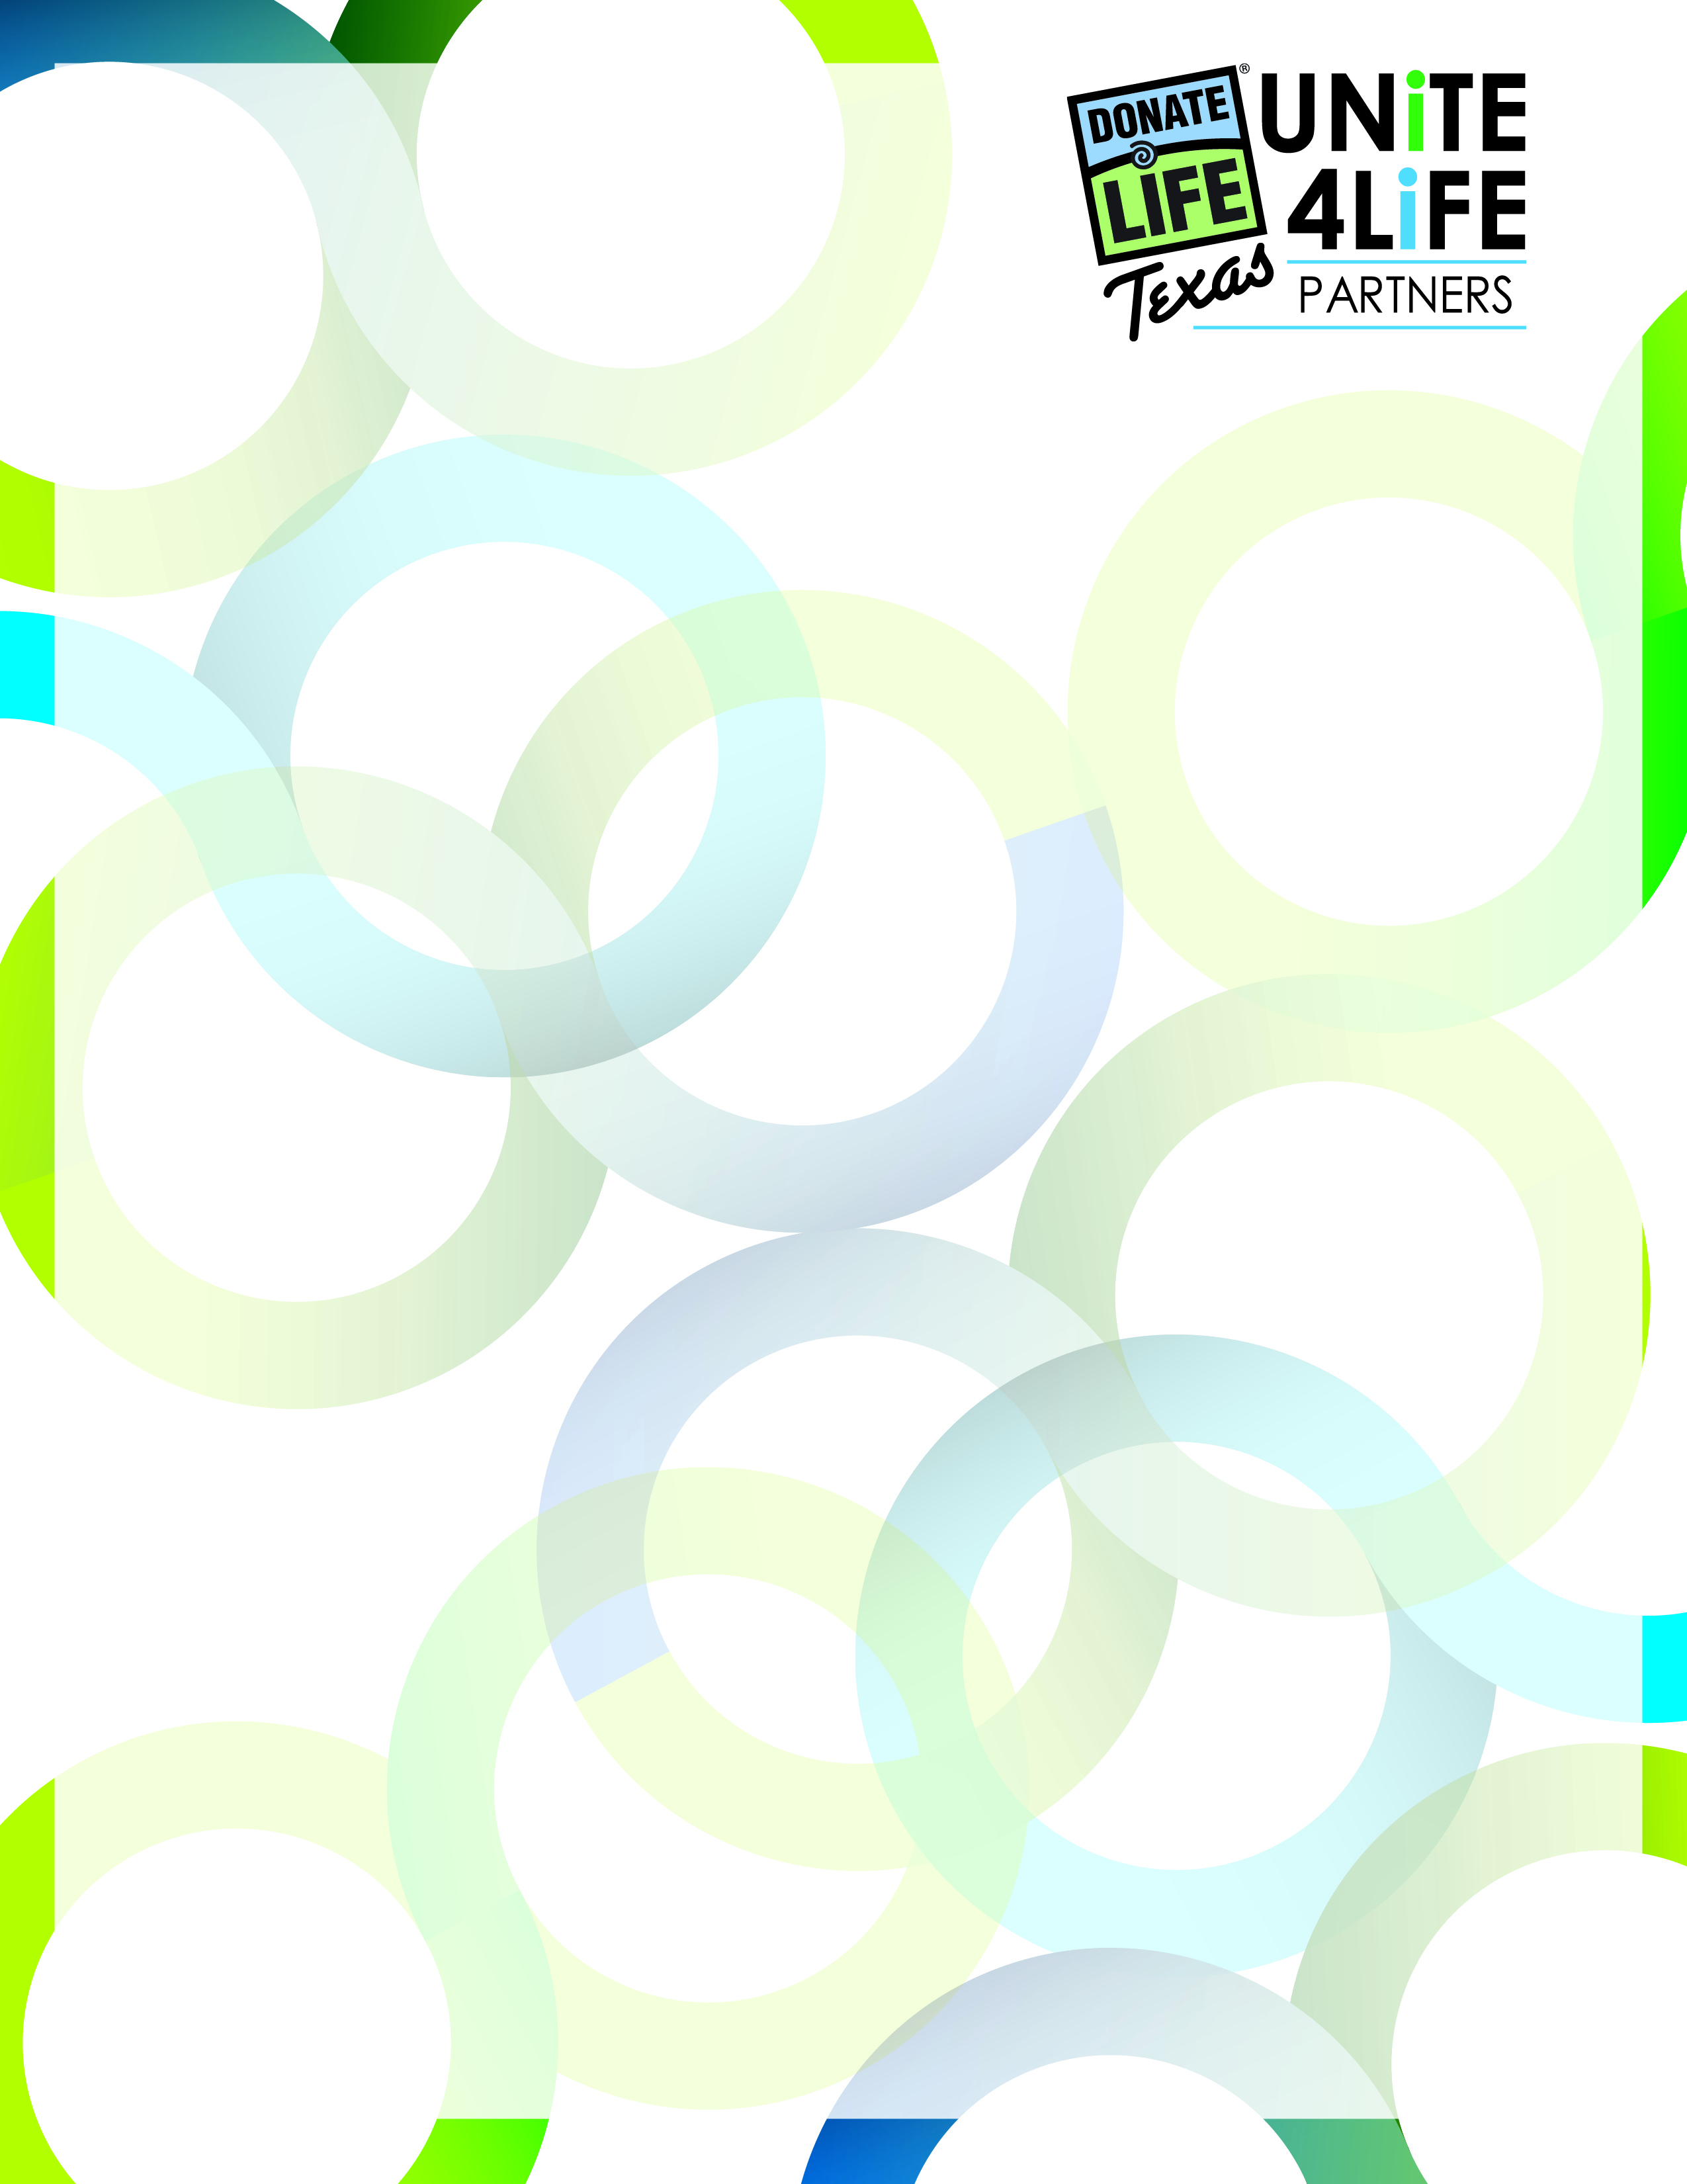 DONATE
LIFE
Texas
®
UNiTE
4LiFE
PARTNERS